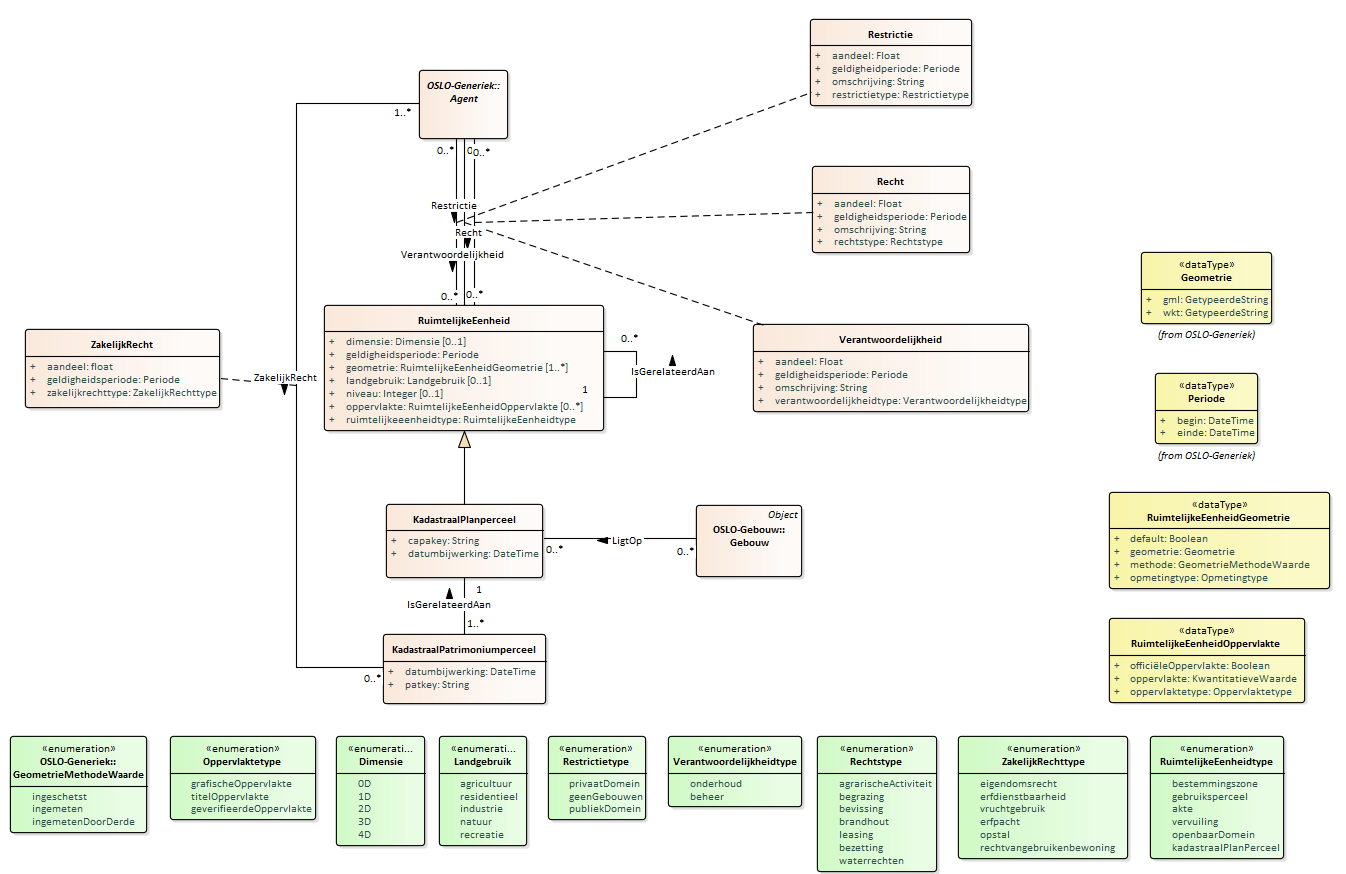 Restrictie
+ aandeel: Float
+ geldigheidperiode: Periode
+ omschrijving: String
+ restrictietype: Restrictietype
OSLO-Generiek::
Agent
1..*
0..*
0..*
Restrictie
Recht
Verantwoordelijkheid
0..*
0..*
Recht
+ aandeel: Float
+ geldigheidsperiode: Periode
+ omschrijving: String
+ rechtstype: Rechtstype
«dataType»
Geometrie
+ gml: GetypeerdeString
+ wkt: GetypeerdeString
(from OSLO-Generiek)
RuimtelijkeEenheid
+ dimensie: Dimensie [0..1]
+ geldigheidsperiode: Periode
+ geometrie: RuimtelijkeEenheidGeometrie [1..*]
+ landgebruik: Landgebruik [0..1]
+ niveau: Integer [0..1]
+ oppervlakte: RuimtelijkeEenheidOppervlakte [0..*]
+ ruimtelijkeeenheidtype: RuimtelijkeEenheidtype
0..*
IsGerelateerdAan
1
ZakelijkRecht
+ aandeel: float
+ geldigheidsperiode: Periode
+ zakelijkrechttype: ZakelijkRechttype
ZakelijkRecht
Verantwoordelijkheid
+ aandeel: Float
+ geldigheidsperiode: Periode
+ omschrijving: String
+ verantwoordelijkheidtype: Verantwoordelijkheidtype
«dataType»
Periode
+ begin: DateTime
+ einde: DateTime
(from OSLO-Generiek)
KadastraalPlanperceel
+ capakey: String
+ datumbijwerking: DateTime
0..*
LigtOp
0..*
Object
OSLO-Gebouw::
Gebouw
«dataType»
RuimtelijkeEenheidGeometrie
+ default: Boolean
+ geometrie: Geometrie
+ methode: GeometrieMethodeWaarde
+ opmetingtype: Opmetingtype
1
IsGerelateerdAan
1..*
KadastraalPatrimoniumperceel
+ datumbijwerking: DateTime
+ patkey: String
0..*
«dataType»
RuimtelijkeEenheidOppervlakte
+ officiëleOppervlakte: Boolean
+ oppervlakte: KwantitatieveWaarde
+ oppervlaktetype: Oppervlaktetype
«enumeration»
OSLO-Generiek::
GeometrieMethodeWaarde
ingeschetst
ingemeten
ingemetenDoorDerde
«enumeration»
Oppervlaktetype
grafischeOppervlakte
titelOppervlakte
geverifieerdeOppervlakte
«enumerati...
Dimensie
0D
1D
2D
3D
4D
«enumerati...
Landgebruik
agricultuur
residentieel
industrie
natuur
recreatie
«enumeration»
Restrictietype
privaatDomein
geenGebouwen
publiekDomein
«enumeration»
Verantwoordelijkheidtype
onderhoud
beheer
«enumeration»
Rechtstype
agrarischeActiviteit
begrazing
bevissing
brandhout
leasing
bezetting
waterrechten
«enumeration»
ZakelijkRechttype
eigendomsrecht
erfdienstbaarheid
vruchtgebruik
erfpacht
opstal
rechtvangebruikenbewoning
«enumeration»
RuimtelijkeEenheidtype
bestemmingszone
gebruiksperceel
akte
vervuiling
openbaarDomein
kadastraalPlanPerceel